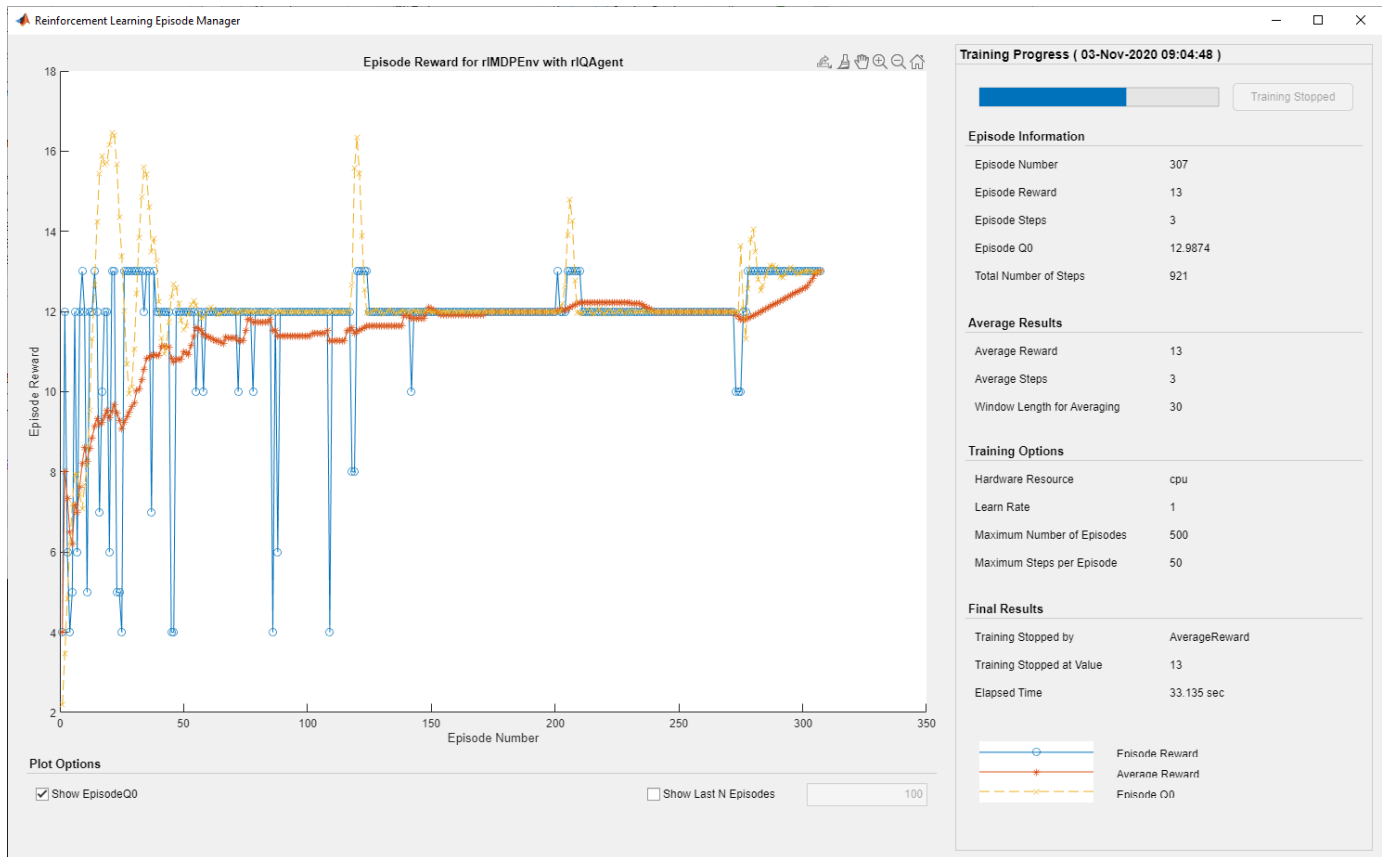 Reinforcement Learning Episode Manager
Episode Reward for rlMDPEnv with rlQAgent
18
16
14
12
10
8
6
4
2
Episode Reward
0
50
100
150
200
250
300
350
Episode Number
Plot Options
Show EpisodeQ0
Show Last N Episodes
100
Training Progress ( 03-Nov-2020 09:04:48 )
Training Stopped
Episode Information
Episode Number 307
Episode Reward 13
Episode Steps 3
Episode Q0 12.9874
Total Number of Steps 921
Average Results
Average Reward 13
Average Steps 3
Window Length for Averaging 30
Training Options
Hardware Resource cpu
Learn Rate 1
Maximum Number of Episodes 500
Maximum Steps per Episode 50
Final Results
Training Stopped by AverageReward
Training Stopped at Value 13
Elapsed Time 33.135 sec
Episode Reward
Average Reward
Episode Q0